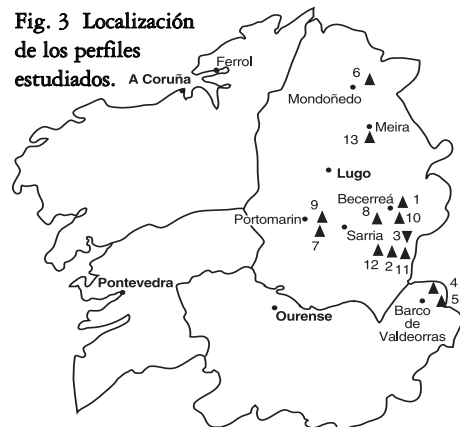 Fig. 3 Localización
de los perfiles
estudiados.
Ferrol
A Coruña
6
Mondoñedo
Meira
13
Lugo
Becerreá
1
9
8
10
Portomarin
3
7
Sarria
12 2 11
4
Pontevedra
5
Ourense
Barco
de
Valdeorras